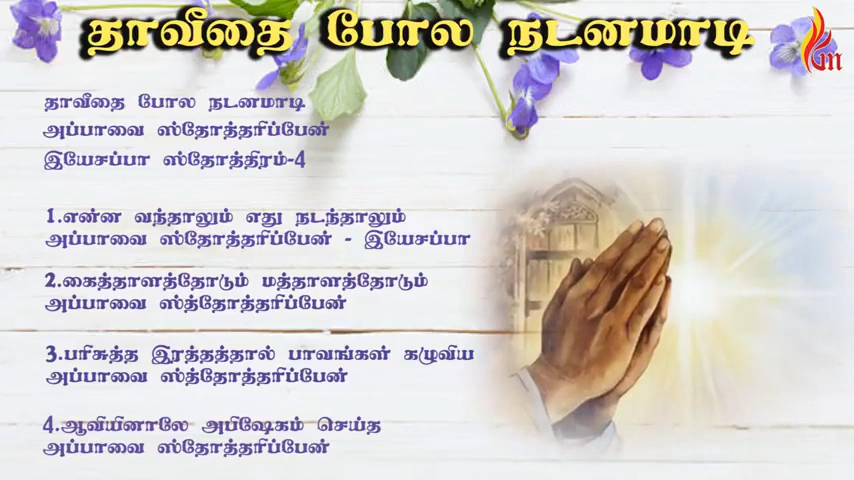 தாவீதை போல நடனமாடி
தாவீதை போல நடனமாடி
அப்பாவை ஸ்தோத்தரிப்பேன்
இயேசப்பா ஸ்தோத்திரம்-4
1.என்ன வந்தாலும் எது நடந்தாலும்
அப்பாவை ஸ்தோத்தரிப்பேன் - இயேசப்பா
2.கைத்தாளத்தோடும் மத்தாளத்தோடும்
அப்பாவை ஸ்த்தோத்தரிப்பேன்
3.பரிசுத்த இரத்தத்தால் பாவங்கள் கழுவிய
அப்பாவை ஸ்த்தோத்தரிப்பேன்
4.ஆவியினாலே அபிஷேகம் செய்த
அப்பாவை ஸ்தோத்தரிப்பேன்